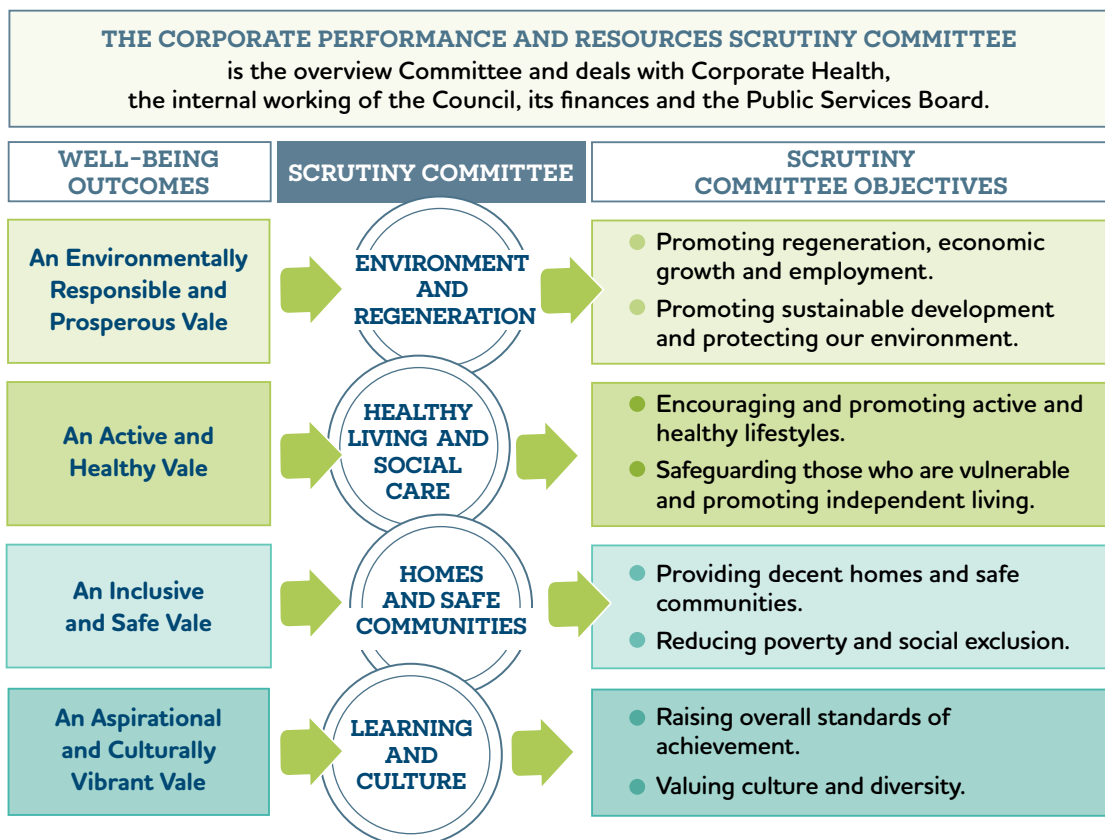 THE CORPORATE PERFORMANCE AND RESOURCES SCRUTINY COMMITTEE
is the overview Committee and deals with Corporate Health,
the internal working of the Council, its finances and the Public Services Board.
WELL-BEING
OUTCOMES
SCRUTINY COMMITTEE
SCRUTINY
COMMITTEE OBJECTIVES
An Environmentally
Responsible and
Prosperous Vale
ENVIRONMENT
AND
REGENERATION
Promoting regeneration, economic
growth and employment.
Promoting sustainable development
and protecting our environment.
An Active and
Healthy Vale
HEALTHY
LIVING AND
SOCIAL
CARE
Encouraging and promoting active and
healthy lifestyles.
Safeguarding those who are vulnerable
and promoting independent living.
An Inclusive
and Safe Vale
HOMES
AND SAFE
COMMUNITIES
Providing decent homes and safe
communities.
Reducing poverty and social exclusion.
An Aspirational
and Culturally
Vibrant Vale
LEARNING
AND
CULTURE
Raising overall standards of
achievement.
Valuing culture and diversity.